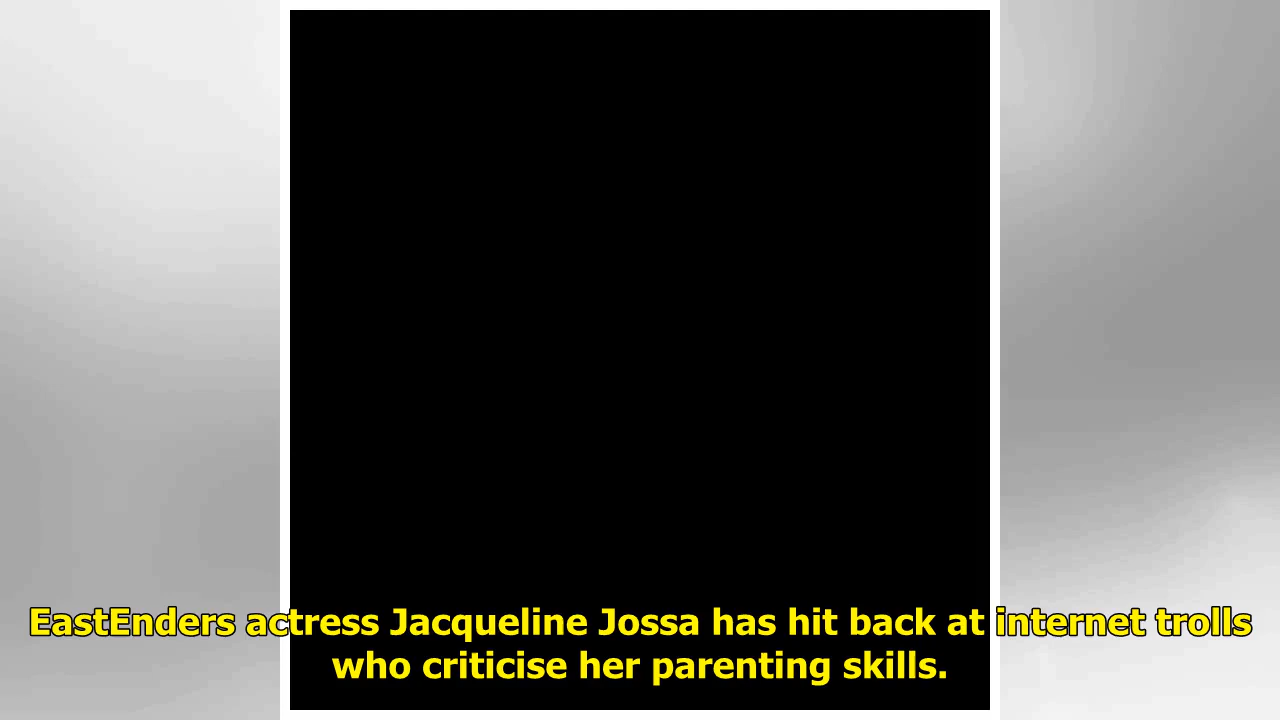 EastEnders actress Jacqueline Jossa has hit back at internet trolls
who criticise her parenting skills.